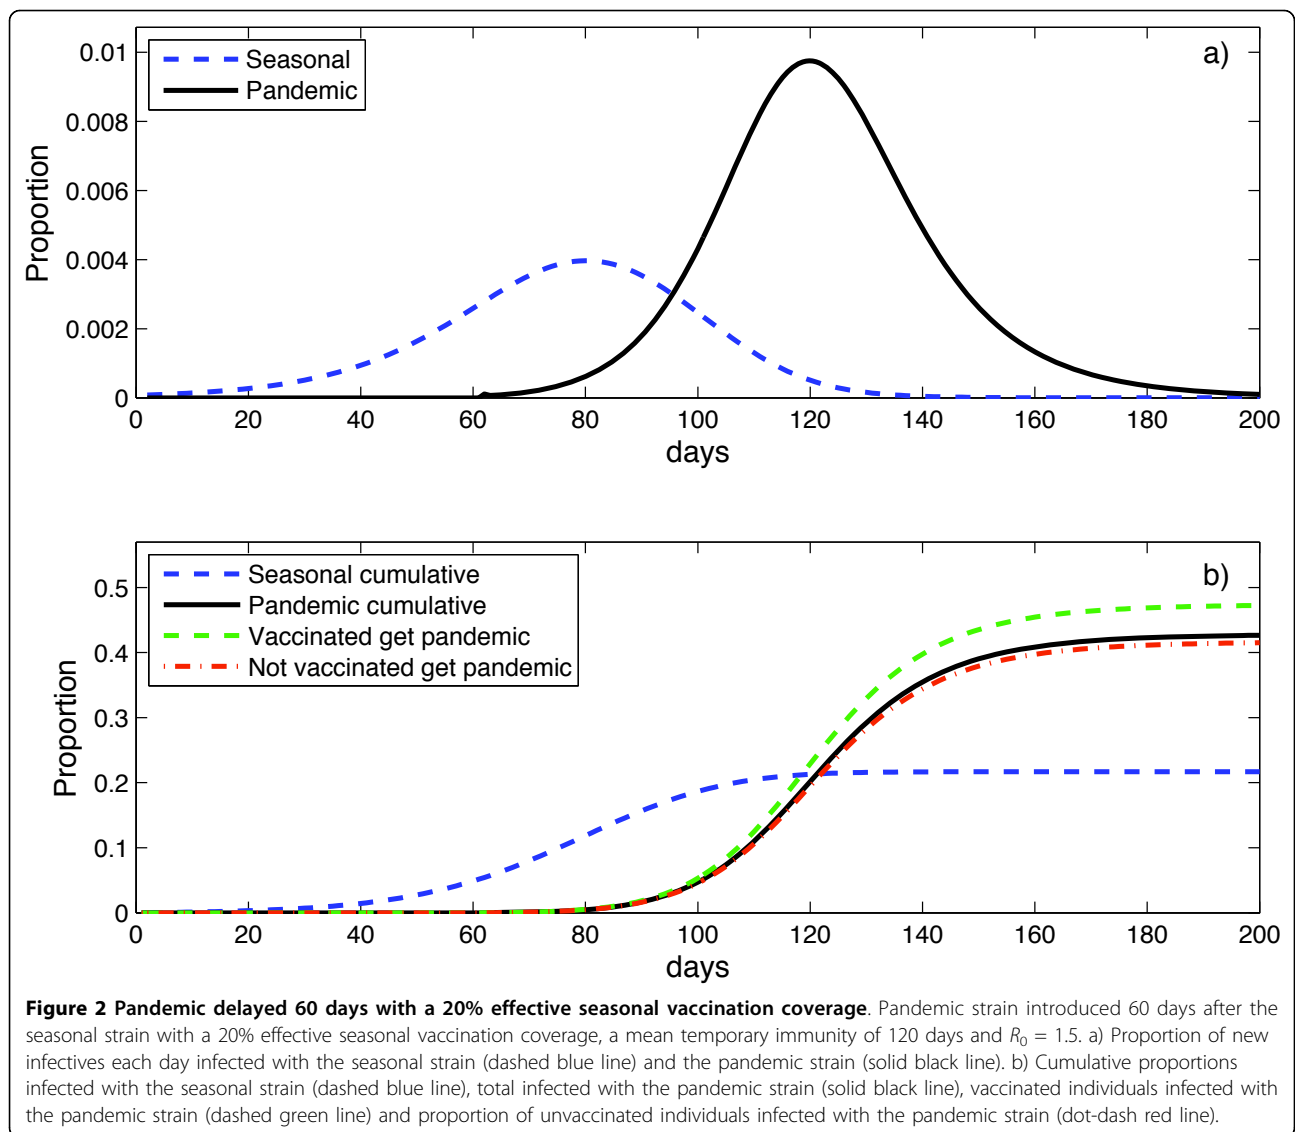 a)
Seasonal
Pandemic
Proportion
0.01
0.008
0.006
0.004
0.002
0
0 20 40 60 80 100 120 140 160 180 200
days
b)
Seasonal cumulative
Pandemic cumulative
Vaccinated get pandemic
Not vaccinated get pandemic
Proportion
0.5
0.4
0.3
0.2
0.1
0
0 20 40 60 80 100 120 140 160 180 200
days
Figure 2 Pandemic delayed 60 days with a 20% effective seasonal vaccination coverage. Pandemic strain introduced 60 days after the
seasonal strain with a 20% effective seasonal vaccination coverage, a mean temporary immunity of 120 days and R₀ = 1.5. a) Proportion of new
infectives each day infected with the seasonal strain (dashed blue line) and the pandemic strain (solid black line). b) Cumulative proportions
infected with the seasonal strain (dashed blue line), total infected with the pandemic strain (solid black line), vaccinated individuals infected with
the pandemic strain (dashed green line) and proportion of unvaccinated individuals infected with the pandemic strain (dot-dash red line).